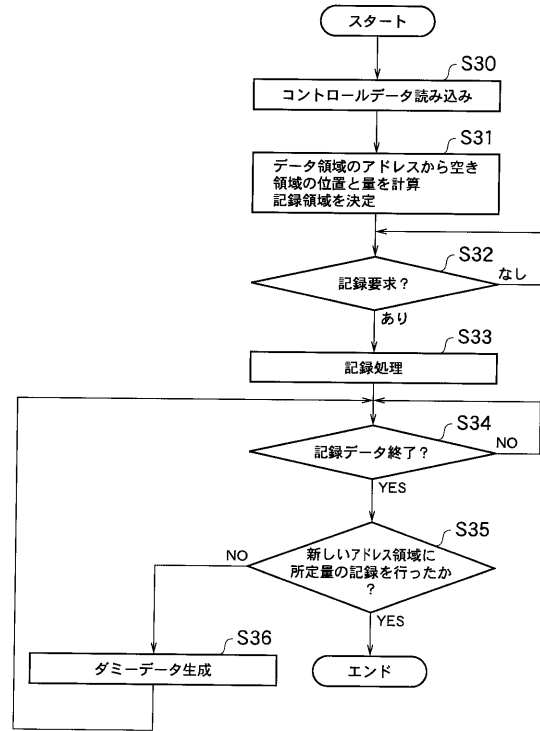 スタート
S30
コントロールデータ読み込み
S31
データ領域のアドレスから空き
領域の位置と量を計算
記録領域を決定
S32
記録要求？
なし
あり
S33
記録処理
S34
記録データ終了？
NO
YES
S35
新しいアドレス領域に
所定量の記録を行ったか
？
NO
YES
S36
ダミーデータ生成
エンド